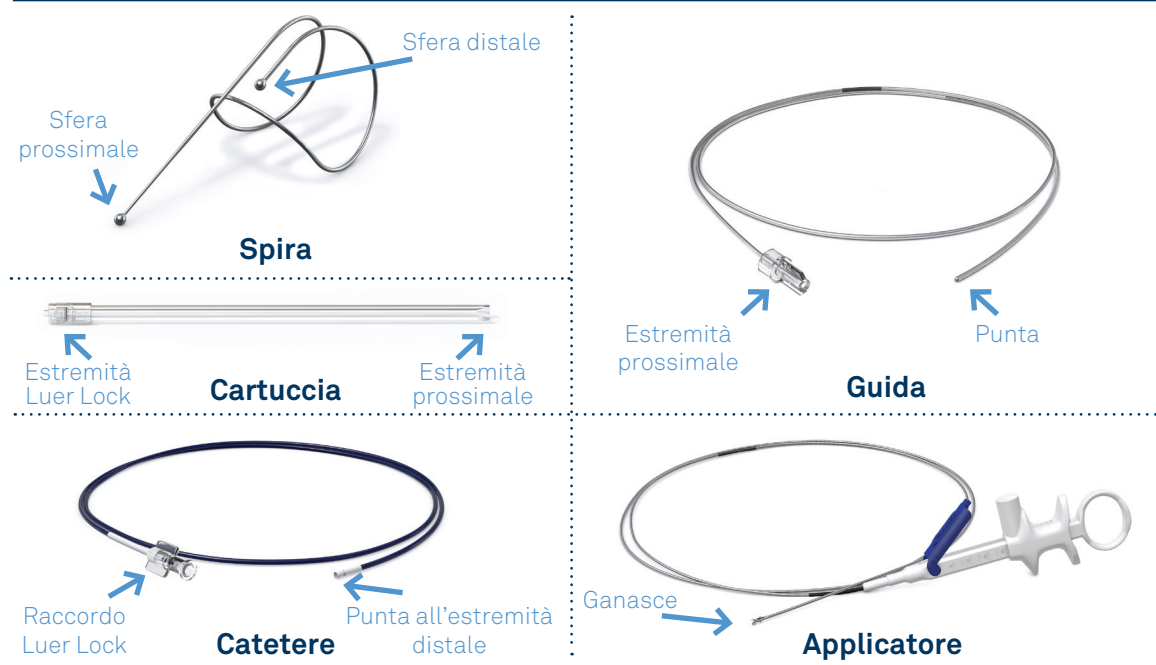 Sfera distale
Sfera
prossimale
Spira
Estremità
Luer Lock
Cartuccia
Estremità
prossimale
Estremità
prossimale
Punta
Guida
Raccordo
Luer Lock
Catetere
Punta all'estremità
distale
Ganasce
Applicatore